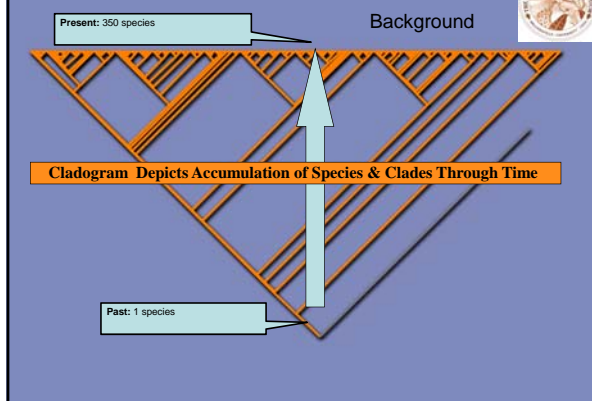 Background
Present: 350 species
Cladogram Depicts Accumulation of Species & Clades Through Time
Past: 1 species